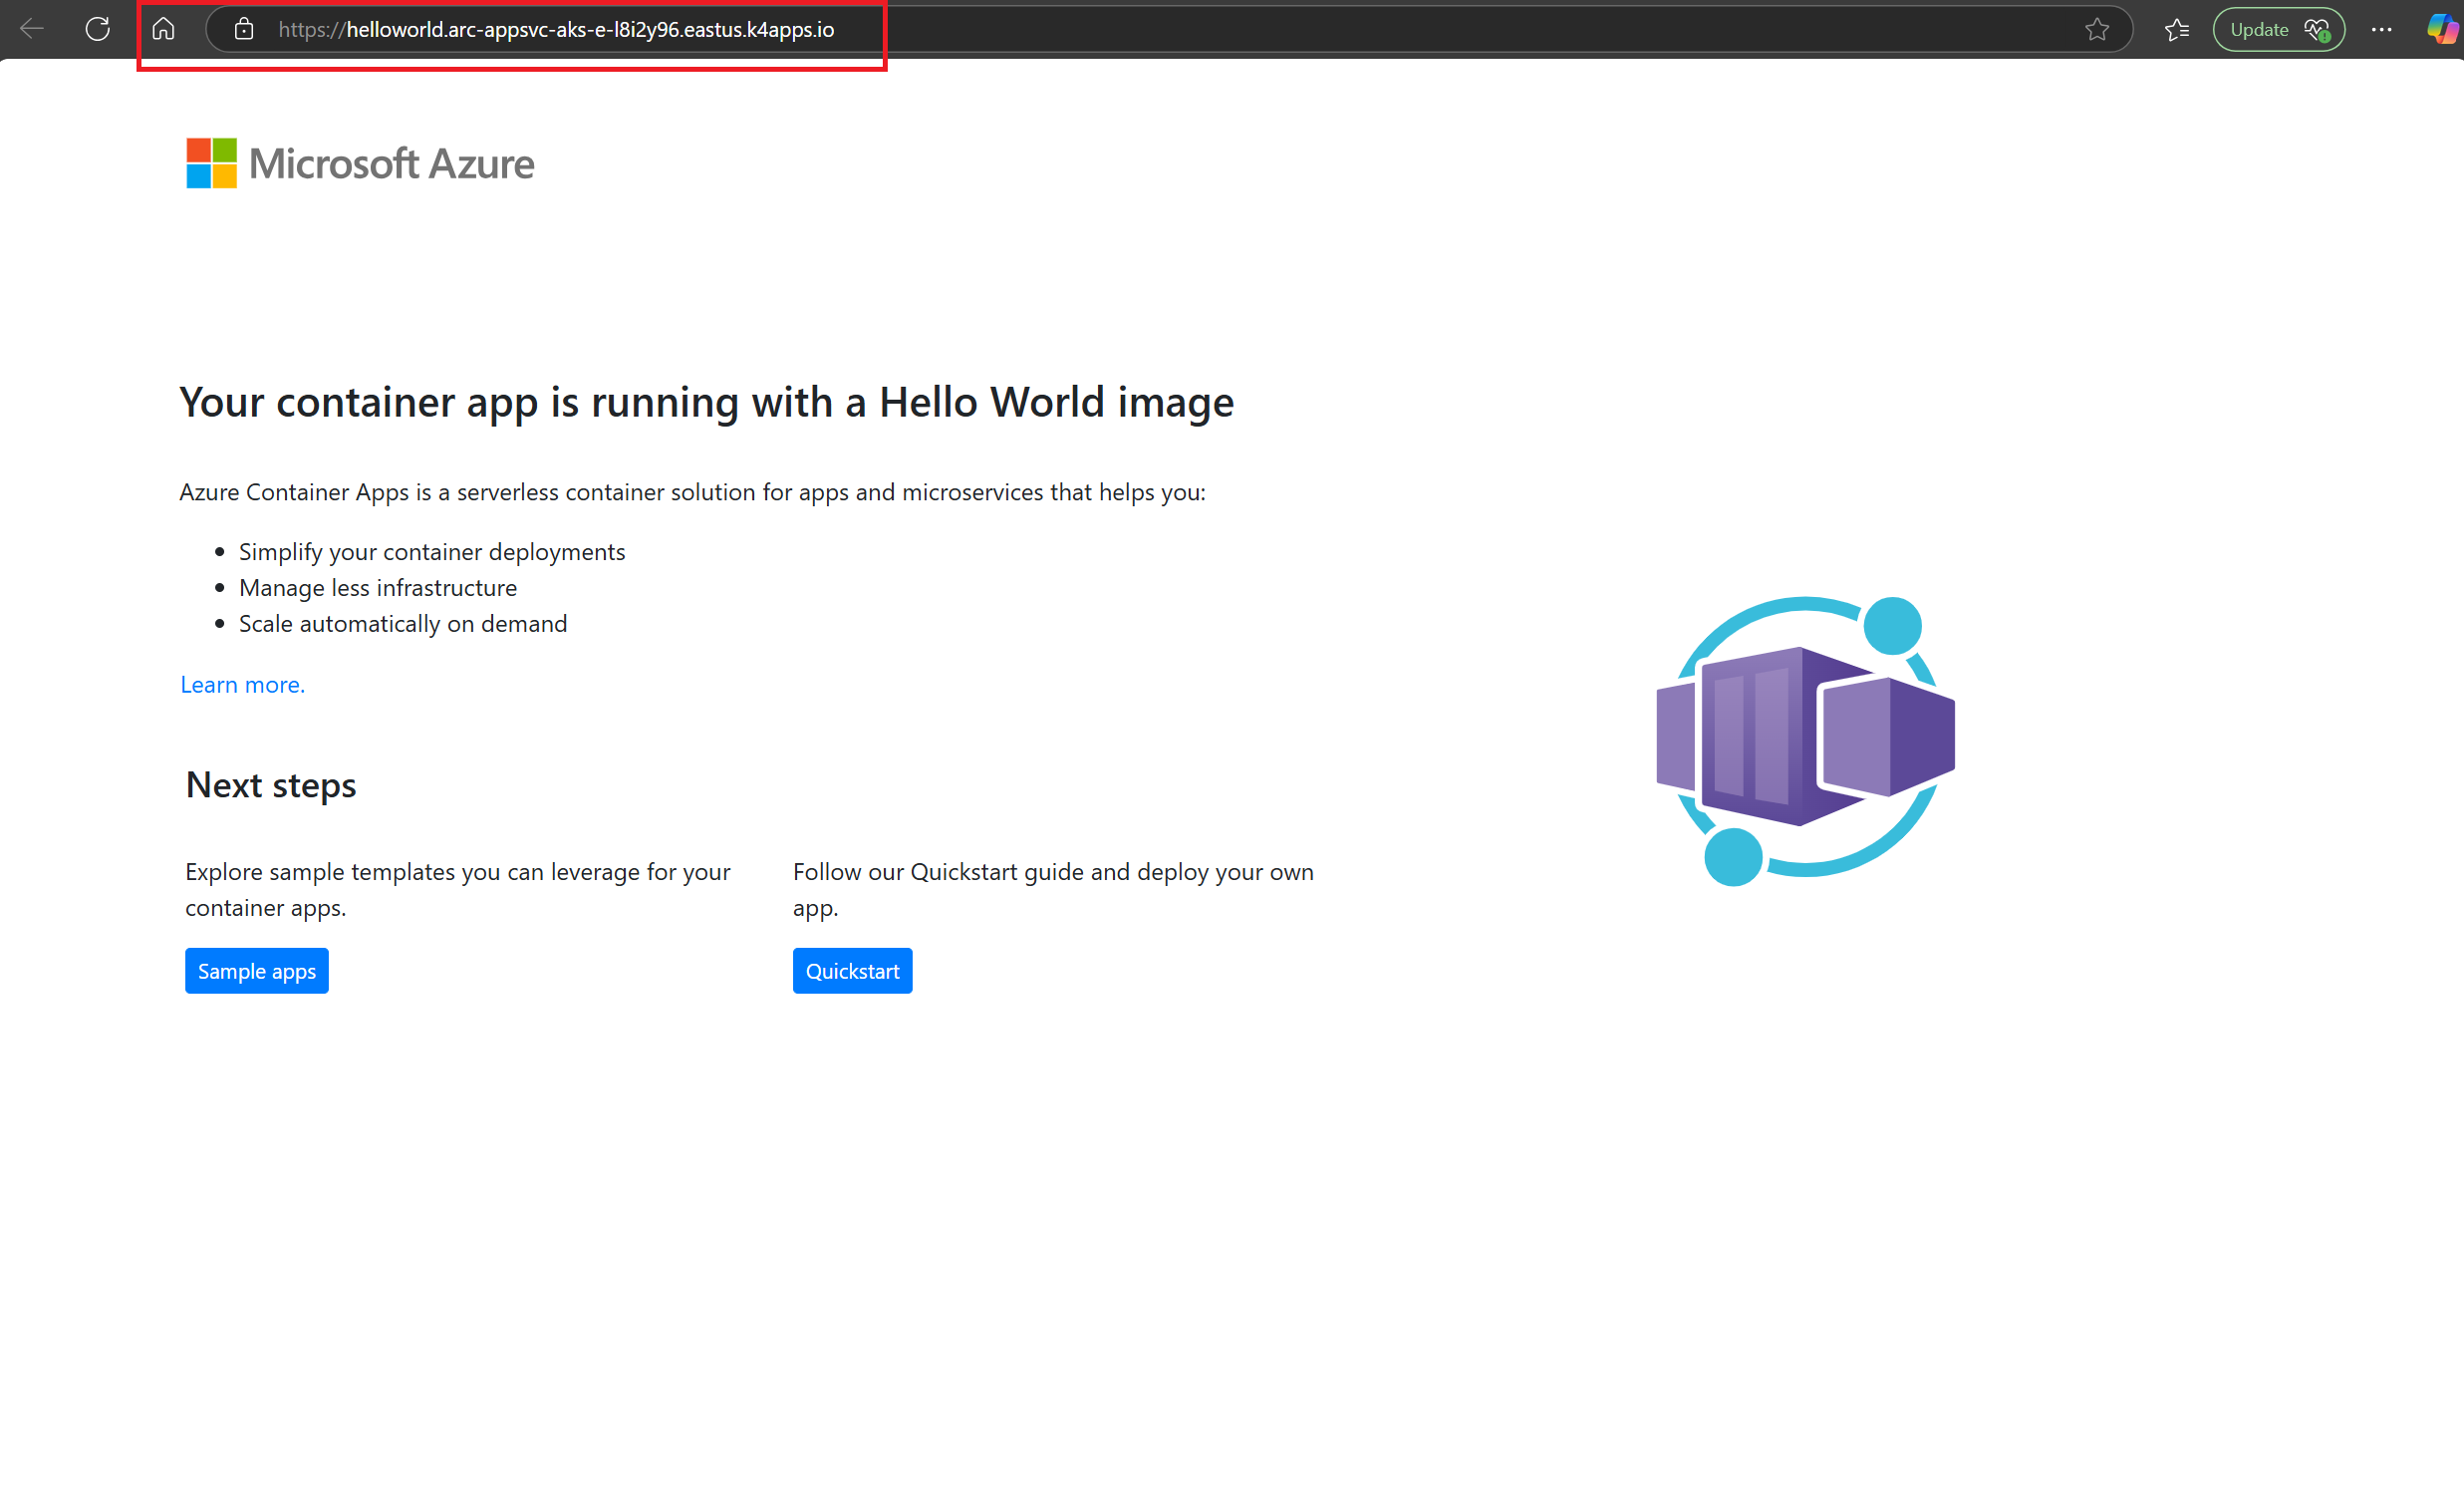 https://helloworld.arc-appsvc-aks-e-l8i2y96.eastus.k4apps.io
Update
Microsoft Azure
Your container app is running with a Hello World image
Azure Container Apps is a serverless container solution for apps and microservices that helps you:
Simplify your container deployments
Manage less infrastructure
Scale automatically on demand
Learn more.
Next steps
Explore sample templates you can leverage for your
container apps.
Sample apps
Follow our Quickstart guide and deploy your own
app.
Quickstart